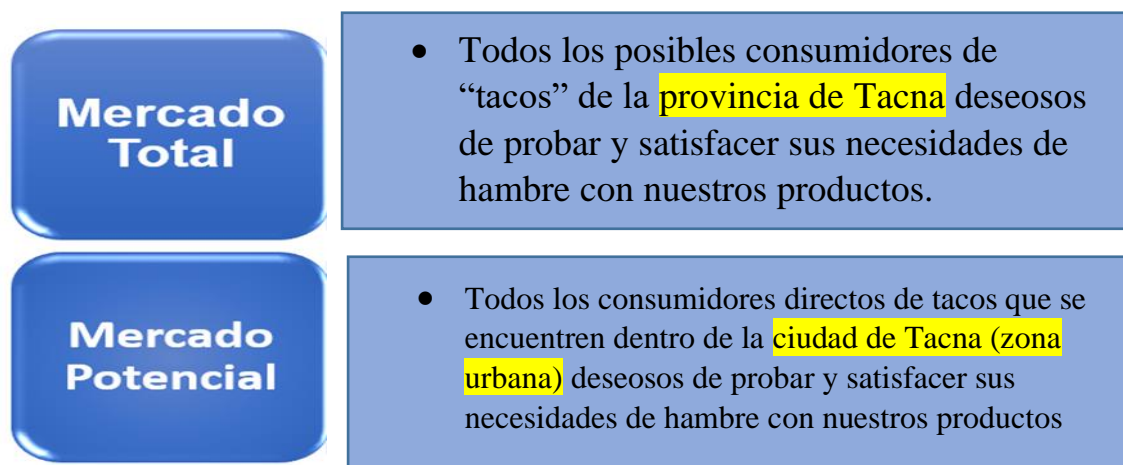 Mercado
Total
• Todos los posibles consumidores de
“tacos” de la provincia de Tacna deseosos
de probar y satisfacer sus necesidades de
hambre con nuestros productos.
Mercado
Potencial
• Todos los consumidores directos de tacos que se
encuentren dentro de la ciudad de Tacna (zona
urbana) deseosos de probar y satisfacer sus
necesidades de hambre con nuestros productos